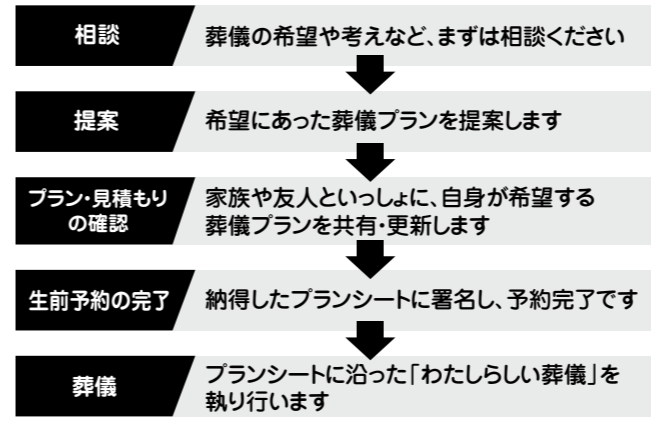 相談
葬儀の希望や考えなど、まずは相談ください
提案
希望にあった葬儀プランを提案します
プラン・見積もり
の確認
家族や友人といっしょに、自身が希望する
葬儀プランを共有・更新します
生前予約の完了
納得したプランシートに署名し、予約完了です
葬儀
プランシートに沿った「わたしらしい葬儀」を
執り行います